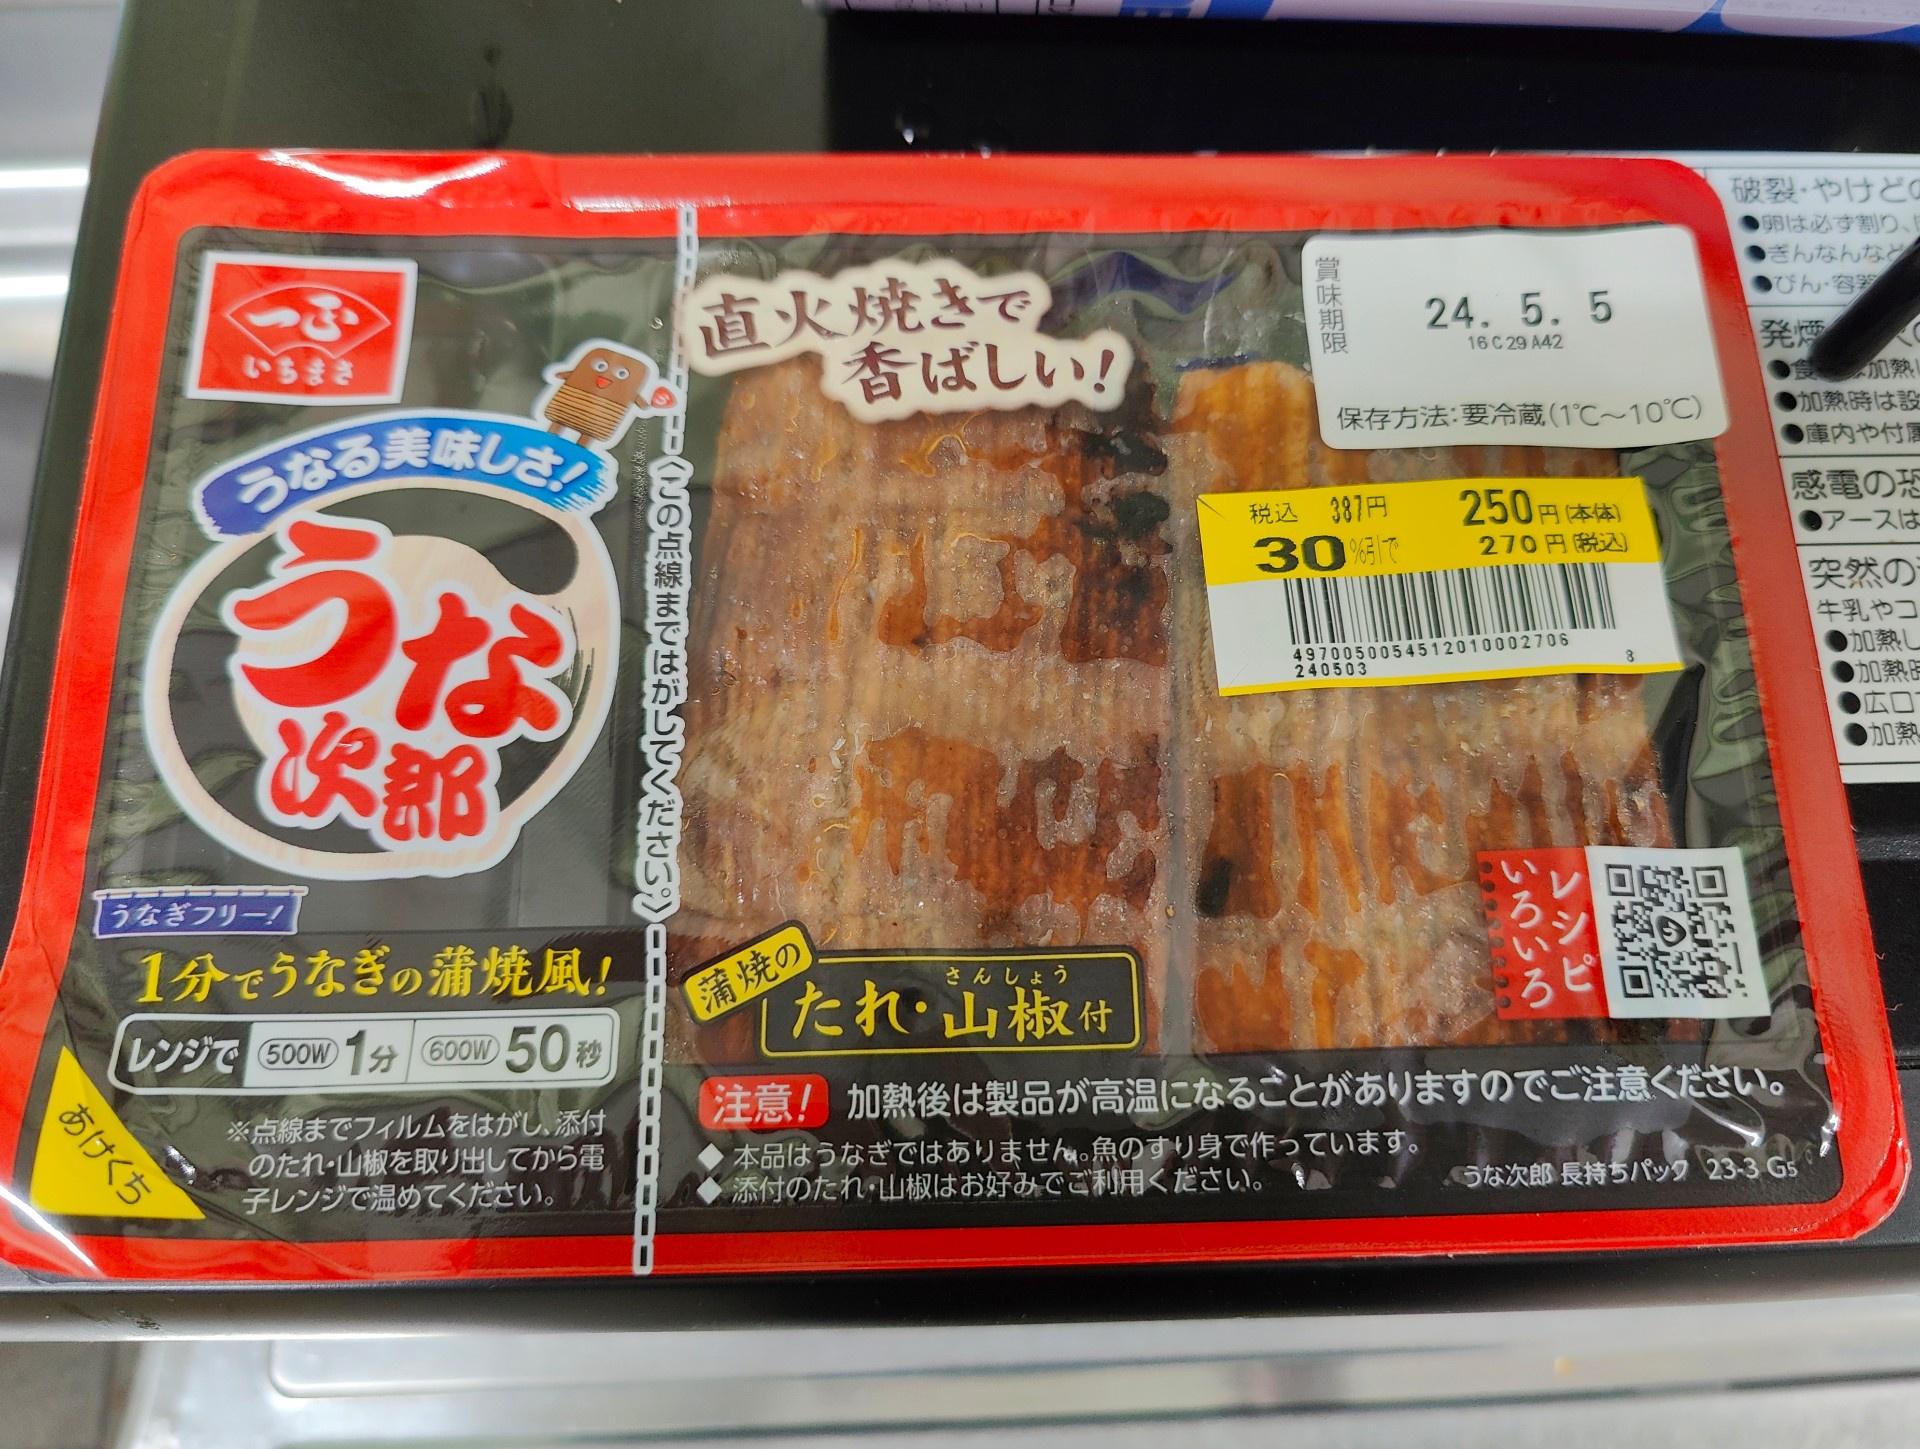 一正
いちまさ
うなる美味しさ!
うな
次郎
うなぎフリー!
1分でうなぎの蒲焼風!
レンジで 500W 1分 600W 50秒
※点線までフィルムをはがし、添付
のたれ・山椒を取り出してから電
子レンジで温めてください。
あけくち
〈この点線まではがしてください。〉
直火焼きで
香ばしい!
賞味期限
24. 5. 5
16C29A42
保存方法:要冷蔵(1℃〜10℃)
税込 387円 250円(本体)
30%引で 270円(税込)
4970050054512010002706
240503 8
レシピ
いろいろ
蒲焼の
さんしょう
たれ・山椒付
注意! 加熱後は製品が高温になることがありますのでご注意ください。
◆本品はうなぎではありません。魚のすり身で作っています。
◆添付のたれ・山椒はお好みでご利用ください。
うな次郎 長持ちパック 23-3 G5
破裂・やけど
●卵は必ず割り、
●ぎんなんなど
●びん・容器
発煙
●加熱時は設
●庫内や付属
感電の恐
●アースは
突然の
牛乳やコ
●加熱し
●加熱時
●広口
●加熱